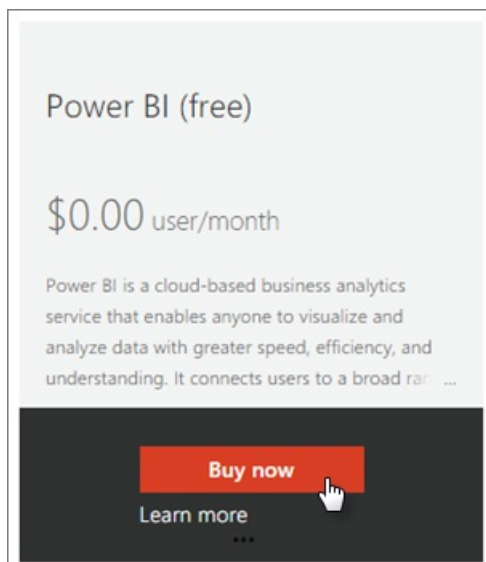 Power BI (free)
$0.00 user/month
Power BI is a cloud-based business analytics
service that enables anyone to visualize and
analyze data with greater speed, efficiency, and
understanding. It connects users to a broad ...
Buy now
Learn more
...